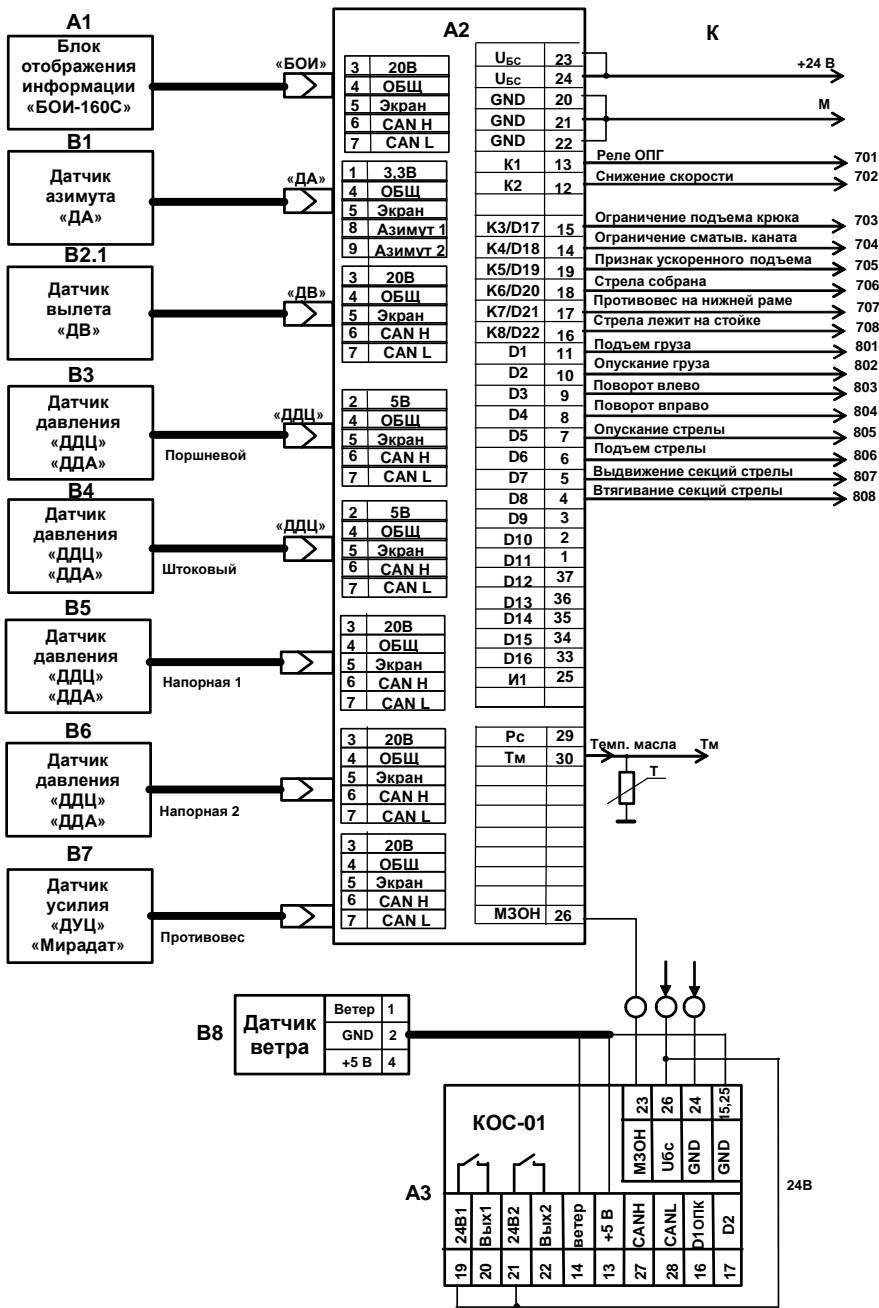 А1
Блок
отображения
информации
«БОИ-160С»
«БОИ»
В1
Датчик
азимута
«ДА»
«ДА»
В2.1
Датчик
вылета
«ДВ»
«ДВ»
В3
Датчик
давления
«ДДЦ»
«ДДА»
Поршневой
«ДДЦ»
В4
Датчик
давления
«ДДЦ»
«ДДА»
Штоковый
«ДДЦ»
В5
Датчик
давления
«ДДЦ»
«ДДА»
Напорная 1
В6
Датчик
давления
«ДДЦ»
«ДДА»
Напорная 2
В7
Датчик
усилия
«ДУЦ»
«Мирадат»
Противовес
А2
3 20В
4 ОБЩ
5 Экран
6 CAN H
7 CAN L
1 3,3В
4 ОБЩ
5 Экран
8 Азимут 1
9 Азимут 2
3 20В
4 ОБЩ
5 Экран
6 CAN H
7 CAN L
2 5В
4 ОБЩ
5 Экран
6 CAN H
7 CAN L
2 5В
4 ОБЩ
5 Экран
6 CAN H
7 CAN L
3 20В
4 ОБЩ
5 Экран
6 CAN H
7 CAN L
3 20В
4 ОБЩ
5 Экран
6 CAN H
7 CAN L
3 20В
4 ОБЩ
5 Экран
6 CAN H
7 CAN L
К
UБС 23
UБС 24
+24 В
GND 20
GND 21
М
GND 22
К1 13 Реле ОПГ 701
К2 12 Снижение скорости 702
K3/D17 15 Ограничение подъема крюка 703
K4/D18 14 Ограничение сматыв. каната 704
K5/D19 19 Признак ускоренного подъема 705
K6/D20 18 Стрела собрана 706
K7/D21 17 Противовес на нижней раме 707
K8/D22 16 Стрела лежит на стойке 708
D1 11 Подъем груза 801
D2 10 Опускание груза 802
D3 9 Поворот влево 803
D4 8 Поворот вправо 804
D5 7 Опускание стрелы 805
D6 6 Подъем стрелы 806
D7 5 Выдвижение секций стрелы 807
D8 4 Втягивание секций стрелы 808
D9 3
D10 2
D11 1
D12 37
D13 36
D14 35
D15 34
D16 33
И1 25
Рс 29
Тм 30 Темп. масла Тм
Т
МЗОН 26
В8
Датчик
ветра
Ветер 1
GND 2
+5 В 4
А3
КОС-01
23 26 24 15,25
МЗОН Uбс GND GND
24В
24В1 Вых1 24В2 Вых2 ветер +5 В CANH CANL D1ОПК D2
19 20 21 22 14 13 27 28 16 17